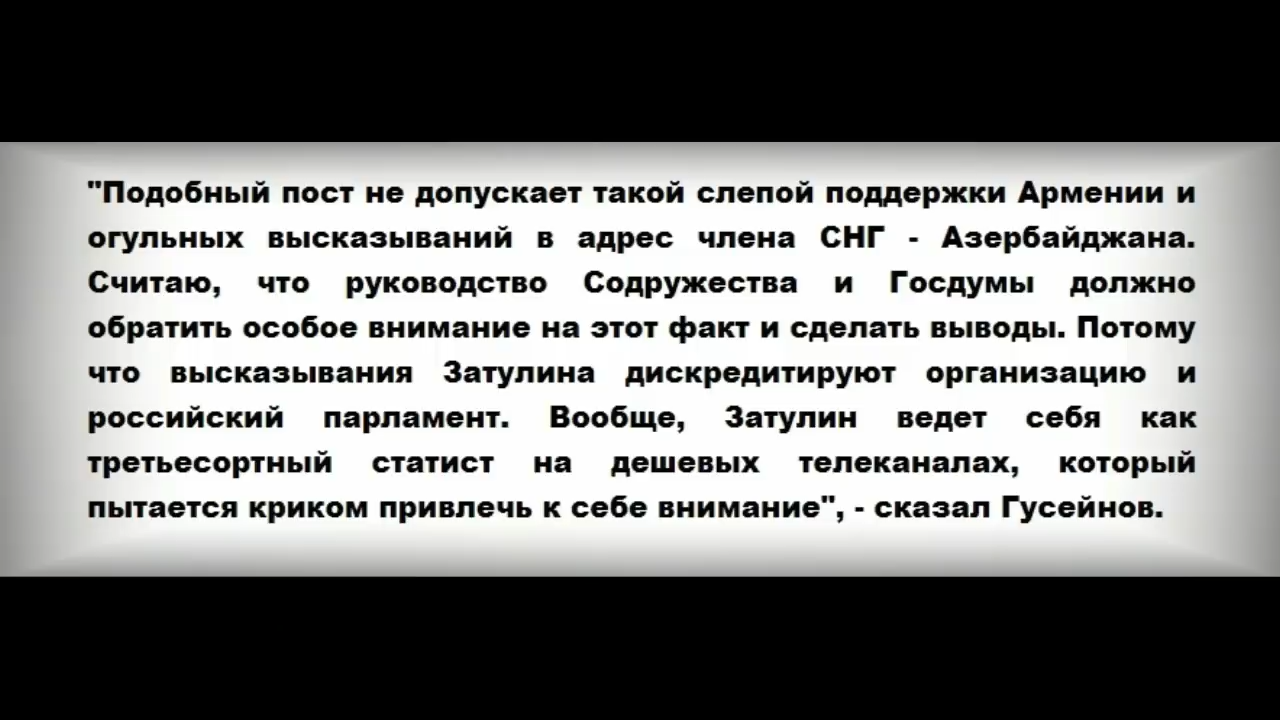 "Подобный пост не допускает такой слепой поддержки Армении и
огульных высказываний в адрес члена СНГ - Азербайджана.
Считаю, что руководство Содружества и Госдумы должно
обратить особое внимание на этот факт и сделать выводы. Потому
что высказывания Затулина дискредитируют организацию и
российский парламент. Вообще, Затулин ведет себя как
третьесортный статист на дешевых телеканалах, который
пытается криком привлечь к себе внимание", - сказал Гусейнов.